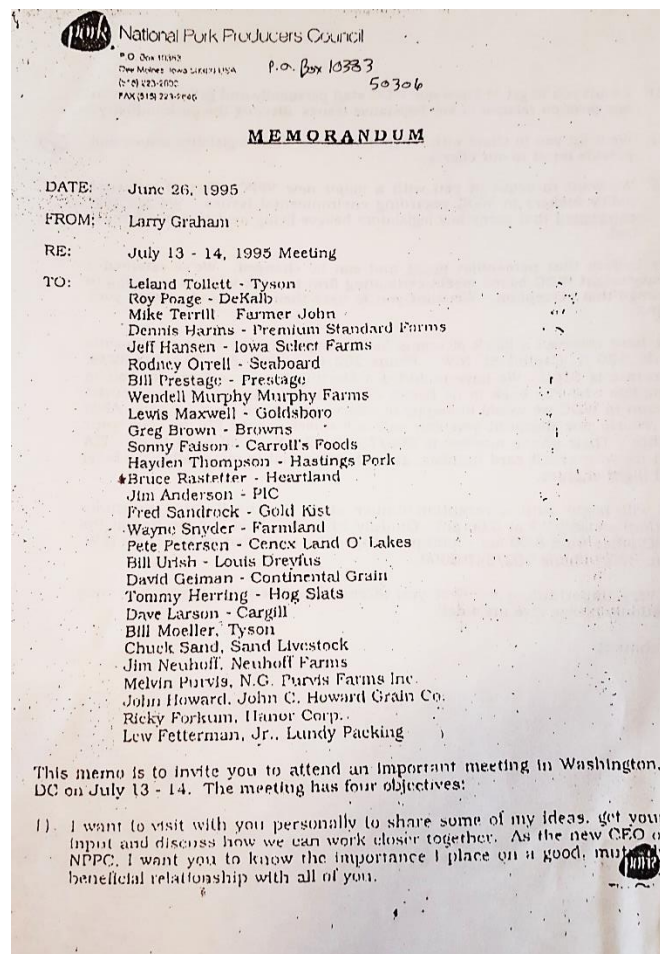 pork
National Pork Producers Council
P.O. Box 10383
Des Moines, Iowa USA
P.O. Box 10383
50306
FAX (515)
MEMORANDUM
DATE: June 26, 1995
FROM: Larry Graham
RE: July 13 - 14, 1995 Meeting
TO: Leland Tollett - Tyson
Roy Poage - DeKalb
Mike Terrill Farmer John
Dennis Harms - Premium Standard Farms
Jeff Hansen - Iowa Select Farms
Rodney Orrell - Seaboard
Bill Prestage - Prestage
Wendell Murphy Murphy Farms
Lewis Maxwell - Goldsboro
Greg Brown - Browns
Sonny Faison - Carroll's Foods
Hayden Thompson - Hastings Pork
Bruce Rastetter - Heartland
Jim Anderson - PIC
Fred Sandrock - Gold Kist
Wayne Snyder - Farmland
Pete Petersen - Cenex Land O' Lakes
Bill Urish - Louis Dreyfus
David Geiman - Continental Grain
Tommy Herring - Hog Slats
Dave Larson - Cargill
Bill Moeller, Tyson
Chuck Sand, Sand Livestock
Jim Neuhoff, Neuhoff Farms
Melvin Purvis, N.G. Purvis Farms Inc.
John Howard, John C. Howard Grain Co.
Ricky Forkum, Hanor Corp..
Lew Fetterman, Jr., Lundy Packing
This memo is to invite you to attend an important meeting in Washington,
DC on July 13 - 14. The meeting has four objectives:
1). I want to visit with you personally to share some of my ideas, get your
input and discuss how we can work closer together. As the new CEO o
NPPC, I want you to know the importance I place on a good, mut
beneficial relationship with all of you.
pork